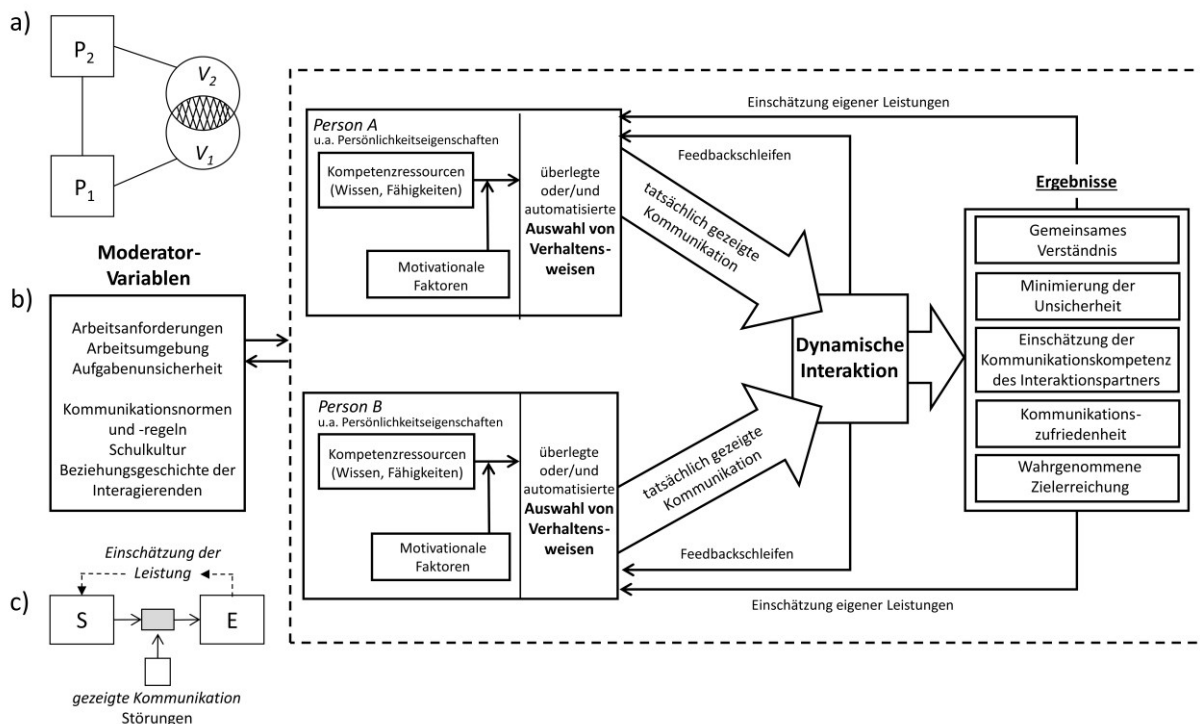 a)
P2
V2
V1
P1
Moderator-
Variablen
b)
Arbeitsanforderungen
Arbeitsumgebung
Aufgabenunsicherheit
Kommunikationsnormen
und -regeln
Schulkultur
Beziehungsgeschichte der
Interagierenden
Person A
u.a. Persönlichkeitseigenschaften
Kompetenzressourcen
(Wissen, Fähigkeiten)
Motivationale
Faktoren
überlegte
oder/und
automatisierte
Auswahl von
Verhaltens-
weisen
tatsächlich gezeigte
Kommunikation
Einschätzung eigener Leistungen
Feedbackschleifen
Person B
u.a. Persönlichkeitseigenschaften
Kompetenzressourcen
(Wissen, Fähigkeiten)
Motivationale
Faktoren
überlegte
oder/und
automatisierte
Auswahl von
Verhaltens-
weisen
tatsächlich gezeigte
Kommunikation
Feedbackschleifen
Einschätzung eigener Leistungen
Dynamische
Interaktion
Ergebnisse
Gemeinsames
Verständnis
Minimierung der
Unsicherheit
Einschätzung der
Kommunikationskompetenz
des Interaktionspartners
Kommunikations-
zufriedenheit
Wahrgenommene
Zielerreichung
c)
Einschätzung der
Leistung
S
E
gezeigte Kommunikation
Störungen